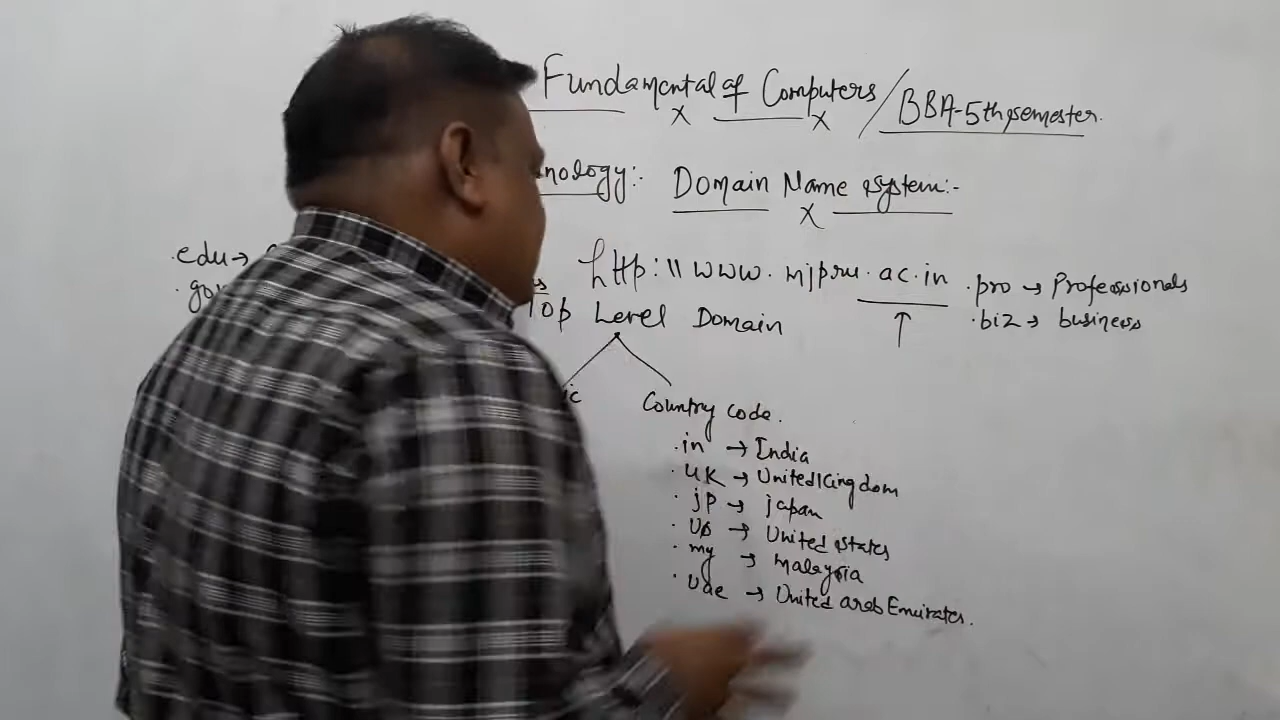 Fundamental of Computers / BBA-5th semester.
nology:- Domain Name system:-
.edu →
http:\\www.mjpru.ac.in
.pro → Professionals
.biz → business
Top Level Domain
ic
Country code.
.in → India
.UK → United Kingdom
.jp → japan
.US → United states
.my → malaysia
.Uae → United arab Emirates.